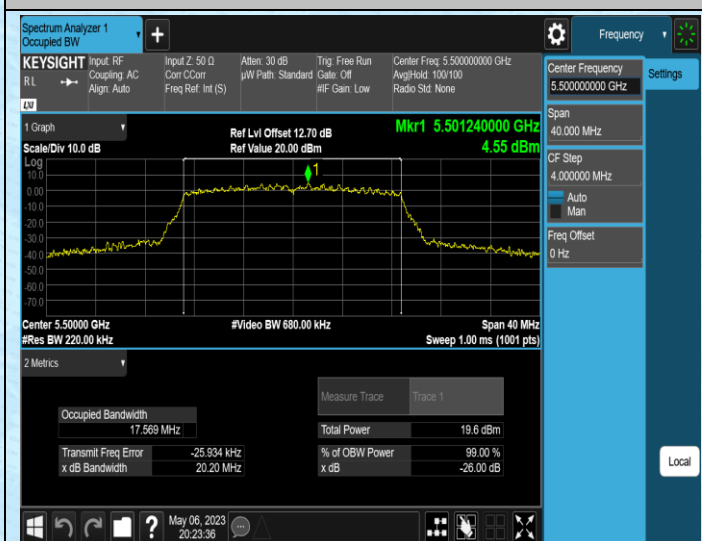 Spectrum Analyzer 1
Occupied BW
Frequency
KEYSIGHT
R L
LXI
Input: RF
Coupling: AC
Align: Auto
Input Z: 50 Ω
Corr CCorr
Freq Ref: Int (S)
Atten: 30 dB
µW Path: Standard
Trig: Free Run
Gate: Off
#IF Gain: Low
Center Freq: 5.500000000 GHz
Avg|Hold: 100/100
Radio Std: None
Center Frequency
5.500000000 GHz
Settings
Span
40.000 MHz
CF Step
4.000000 MHz
Auto
Man
Freq Offset
0 Hz
Local
1 Graph
Scale/Div 10.0 dB
Ref Lvl Offset 12.70 dB
Ref Value 20.00 dBm
Mkr1 5.501240000 GHz
4.55 dBm
Log
10.0
0.00
-10.0
-20.0
-30.0
-40.0
-50.0
-60.0
-70.0
1
Center 5.50000 GHz
#Res BW 220.00 kHz
#Video BW 680.00 kHz
Span 40 MHz
Sweep 1.00 ms (1001 pts)
2 Metrics
Measure Trace
Trace 1
Occupied Bandwidth
17.569 MHz
Total Power
19.6 dBm
Transmit Freq Error
-25.934 kHz
% of OBW Power
99.00 %
x dB Bandwidth
20.20 MHz
x dB
-26.00 dB
?
May 06, 2023
20:23:36